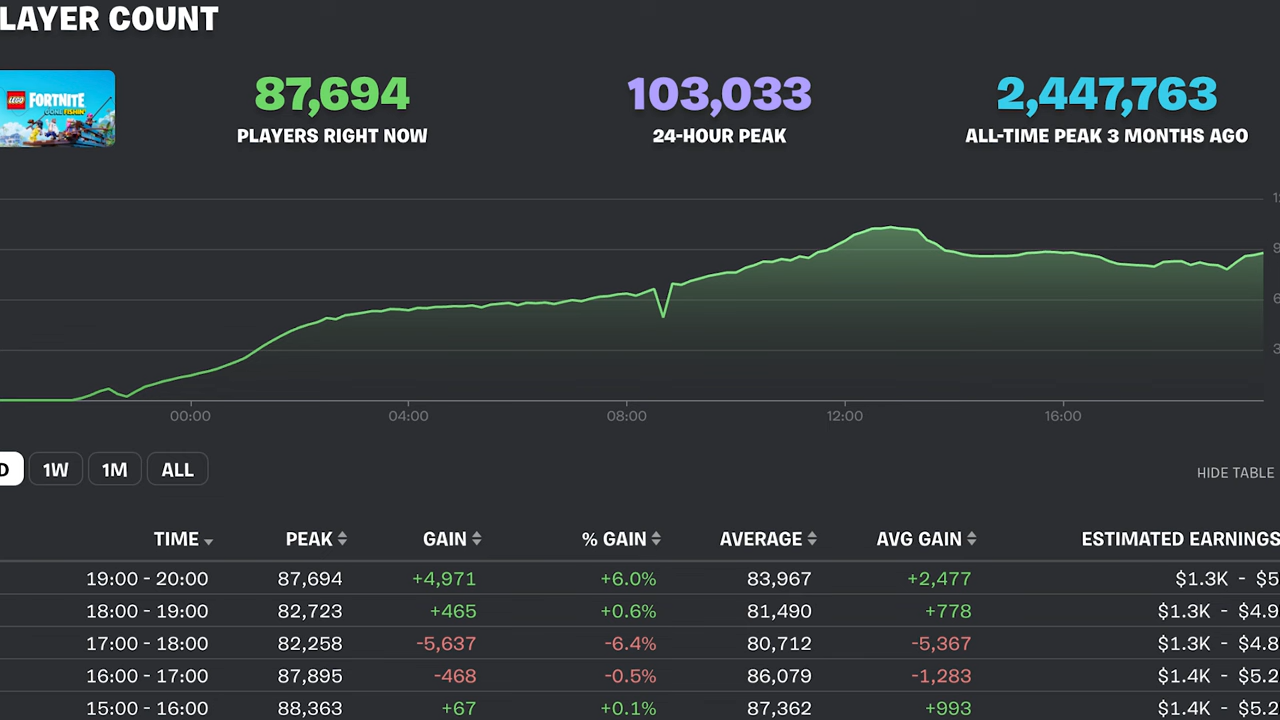 LAYER COUNT
LEGO FORTNITE
GONE FISHIN'
87,694
PLAYERS RIGHT NOW
103,033
24-HOUR PEAK
2,447,763
ALL-TIME PEAK 3 MONTHS AGO
9
6
3
00:00 04:00 08:00 12:00 16:00
D 1W 1M ALL
HIDE TABLE
TIME PEAK GAIN % GAIN AVERAGE AVG GAIN ESTIMATED EARNINGS
19:00 - 20:00 87,694 +4,971 +6.0% 83,967 +2,477 $1.3K - $5
18:00 - 19:00 82,723 +465 +0.6% 81,490 +778 $1.3K - $4.9
17:00 - 18:00 82,258 -5,637 -6.4% 80,712 -5,367 $1.3K - $4.8
16:00 - 17:00 87,895 -468 -0.5% 86,079 -1,283 $1.4K - $5.2
15:00 - 16:00 88,363 +67 +0.1% 87,362 +993 $1.4K - $5.2